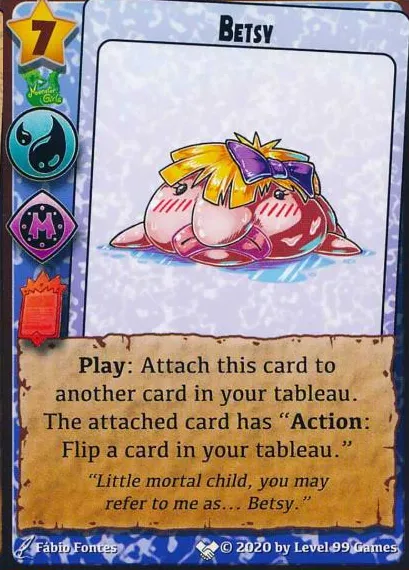 7
Betsy
Monster
Girls
M
Play: Attach this card to
another card in your tableau.
The attached card has “Action:
Flip a card in your tableau.”
“Little mortal child, you may
refer to me as... Betsy.”
Fábio Fontes
© 2020 by Level 99 Games